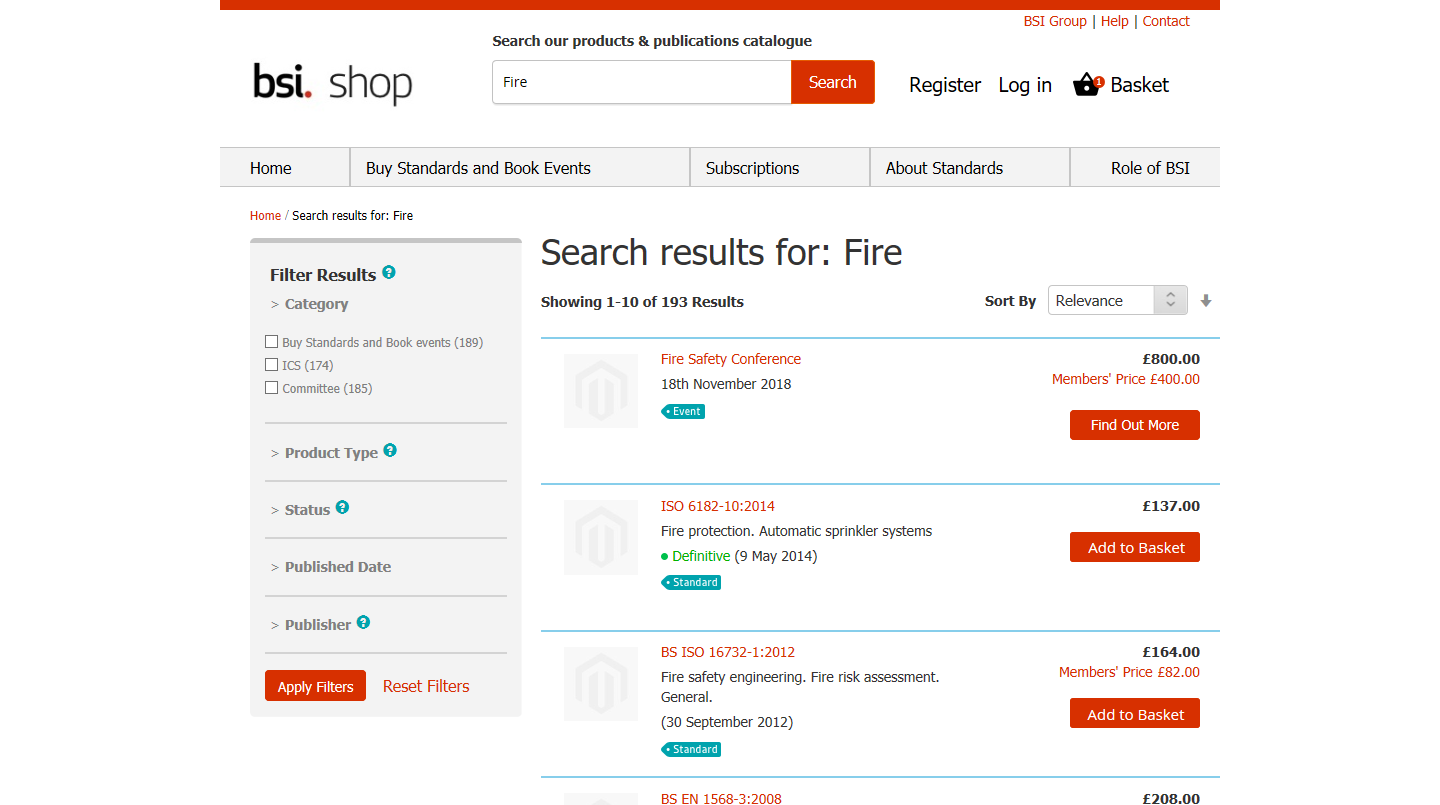 BSI Group | Help | Contact
Search our products & publications catalogue
bsi. shop
Fire
Search
Register
Log in
1
Basket
Home
Buy Standards and Book Events
Subscriptions
About Standards
Role of BSI
Home / Search results for: Fire
Filter Results ?
> Category
Buy Standards and Book events (189)
ICS (174)
Committee (185)
> Product Type ?
> Status ?
> Published Date
> Publisher ?
Apply Filters
Reset Filters
Search results for: Fire
Showing 1-10 of 193 Results
Sort By
Relevance
Fire Safety Conference
18th November 2018
Event
£800.00
Members' Price £400.00
Find Out More
ISO 6182-10:2014
Fire protection. Automatic sprinkler systems
Definitive (9 May 2014)
Standard
£137.00
Add to Basket
BS ISO 16732-1:2012
Fire safety engineering. Fire risk assessment.
General.
(30 September 2012)
Standard
£164.00
Members' Price £82.00
Add to Basket
BS EN 1568-3:2008
£208.00